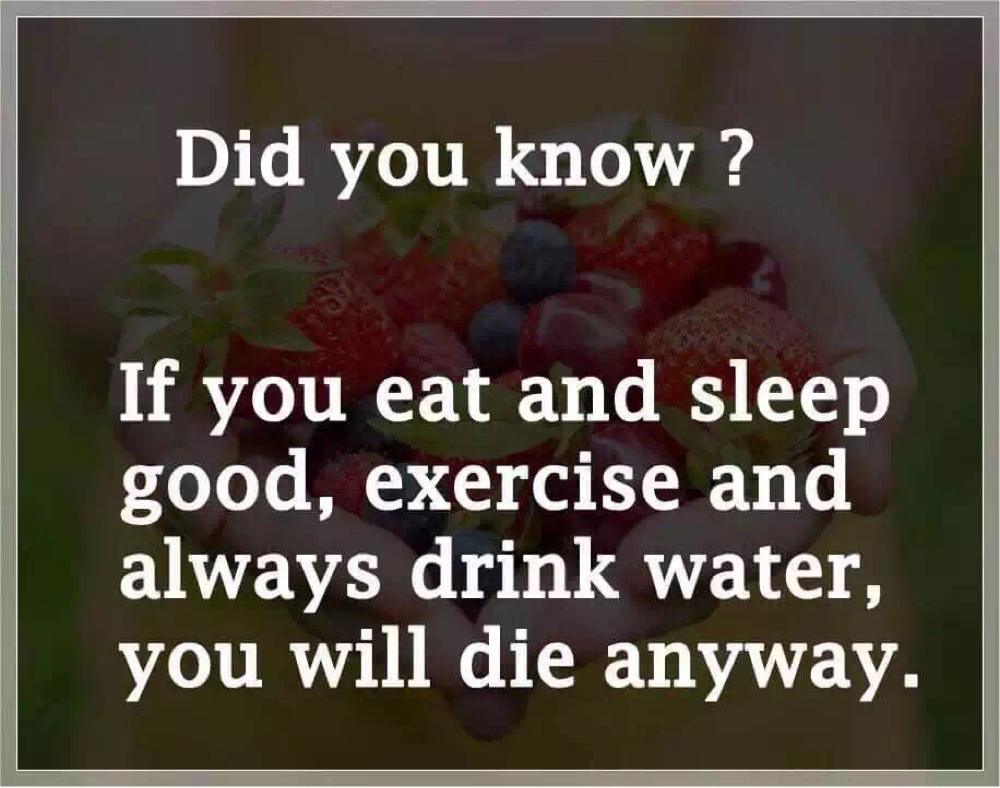 Did you know ?
If you eat and sleep
good, exercise and
always drink water,
you will die anyway.